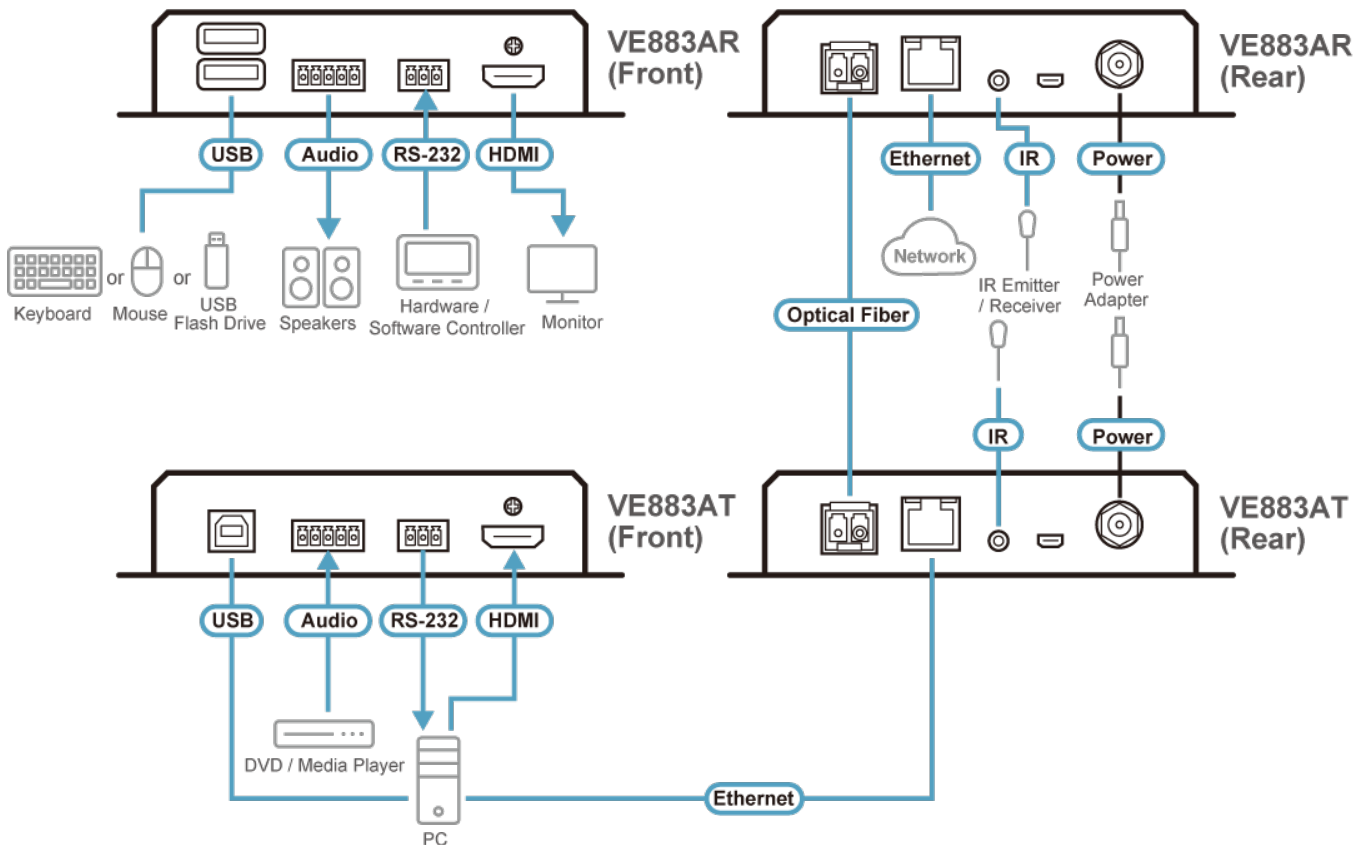 VE883AR
(Front)
USB
Audio
RS-232
HDMI
Keyboard
or
Mouse
or
USB
Flash Drive
Speakers
Hardware /
Software Controller
Monitor
VE883AR
(Rear)
Ethernet
IR
Power
Network
IR Emitter
/ Receiver
Power
Adapter
Optical Fiber
IR
Power
VE883AT
(Front)
USB
Audio
RS-232
HDMI
DVD / Media Player
PC
VE883AT
(Rear)
Ethernet